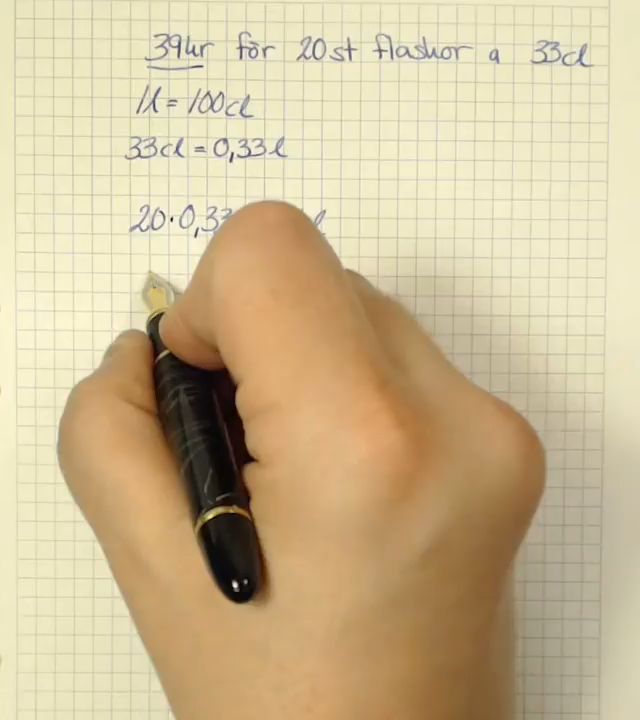 39kr för 20st flaskor a 33cl
1l = 100cl
33cl = 0,33l
20·0,33 l